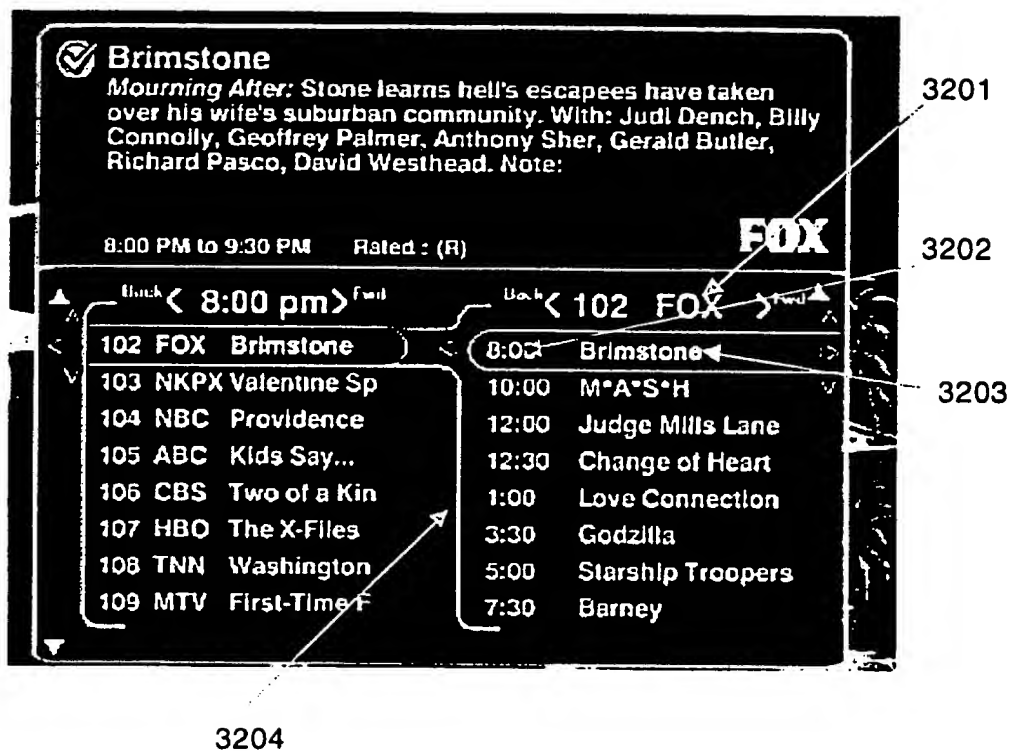 Brimstone
Mourning After: Stone learns hell's escapees have taken
over his wife's suburban community. With: Judi Dench, Billy
Connolly, Geoffrey Palmer, Anthony Sher, Gerald Butler,
Richard Pasco, David Westhead. Note:
8:00 PM to 9:30 PM Rated : (R)
FOX
Back < 8:00 pm > Fwd
102 FOX Brimstone
103 NKPX Valentine Sp
104 NBC Providence
105 ABC Kids Say...
106 CBS Two of a Kin
107 HBO The X-Files
108 TNN Washington
109 MTV First-Time F
Back < 102 FOX > Fwd
8:00 Brimstone
10:00 M*A*S*H
12:00 Judge Mills Lane
12:30 Change of Heart
1:00 Love Connection
3:30 Godzilla
5:00 Starship Troopers
7:30 Barney
3201
3202
3203
3204